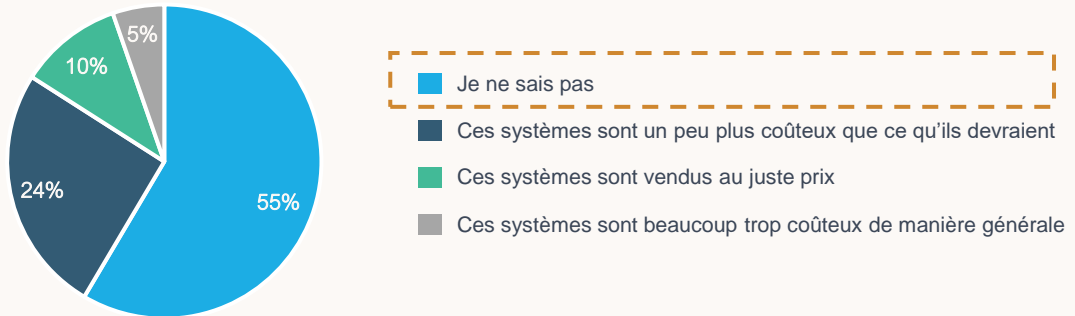 5%
10%
24%
55%
Je ne sais pas
Ces systèmes sont un peu plus coûteux que ce qu'ils devraient
Ces systèmes sont vendus au juste prix
Ces systèmes sont beaucoup trop coûteux de manière générale